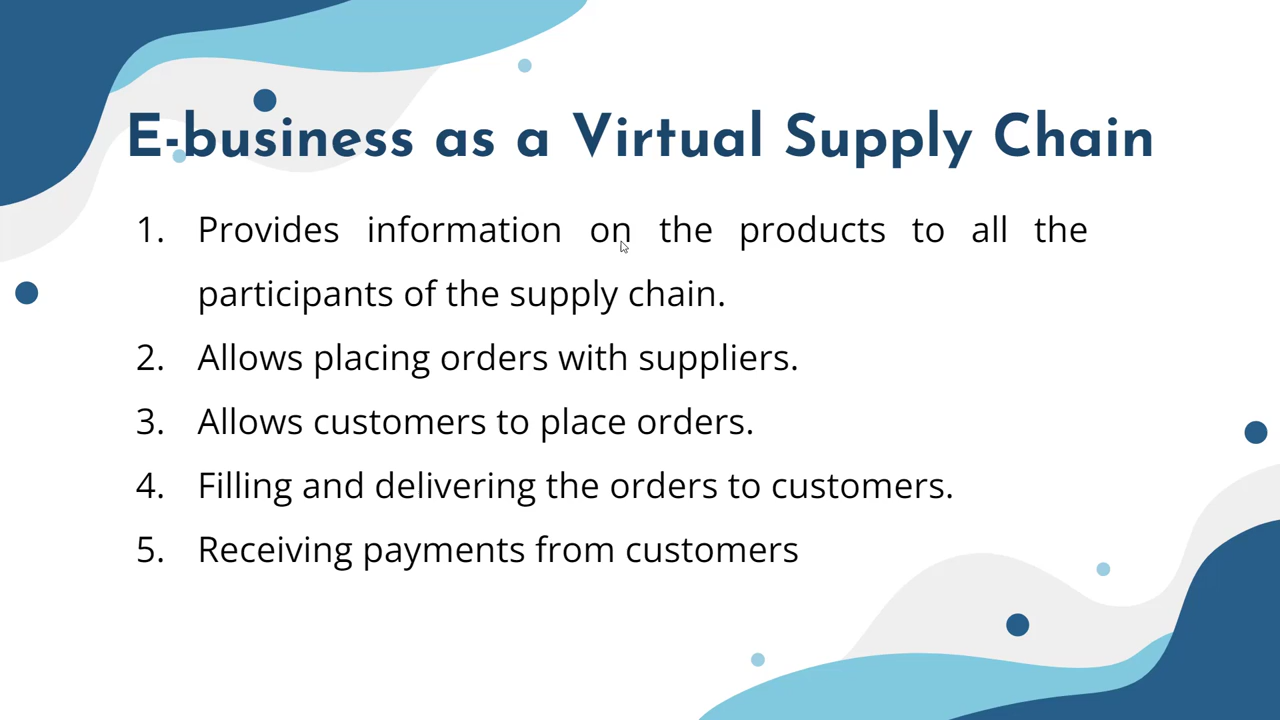 E-business as a Virtual Supply Chain
1. Provides information on the products to all the
participants of the supply chain.
2. Allows placing orders with suppliers.
3. Allows customers to place orders.
4. Filling and delivering the orders to customers.
5. Receiving payments from customers